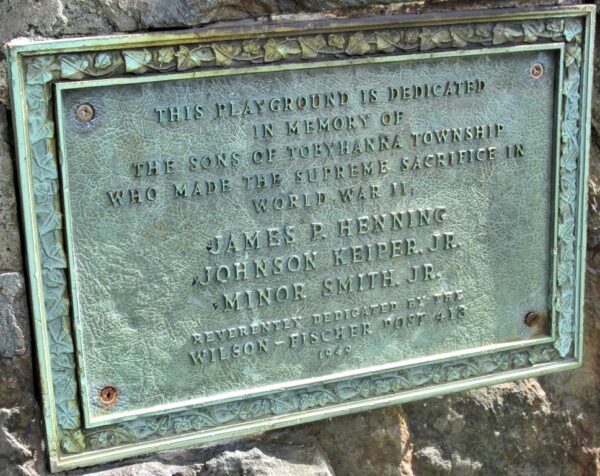 THIS PLAYGROUND IS DEDICATED
IN MEMORY OF
THE SONS OF TOBYHANNA TOWNSHIP
WHO MADE THE SUPREME SACRIFICE IN
WORLD WAR II,
JAMES P. HENNING
JOHNSON KEIPER, JR.
MINOR SMITH, JR.
REVERENTLY DEDICATED BY THE
WILSON-FISCHER POST 413